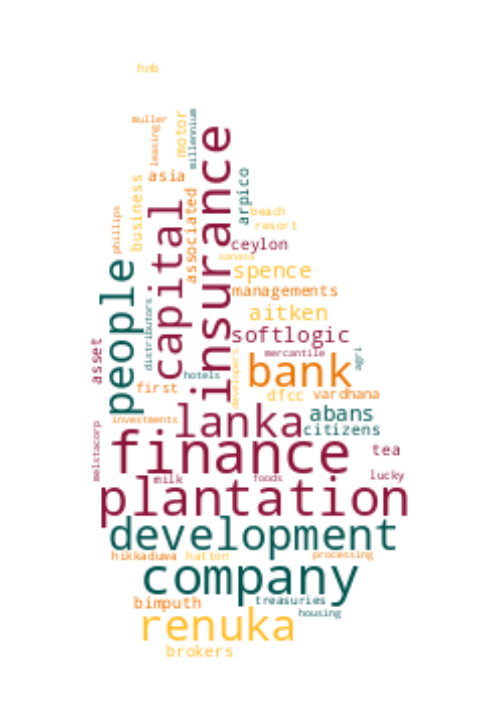 hnb
muller
leasing
motor
millennium
insurance
asia
capital
associated
arpico
business
phillips
beach
resort
ceylon
sanasa
spence
people
managements
distributors
aitken
softlogic
asset
mercantile
bank
developers
hotels
first
dfcc
vardhana
lanka
abans
investments
citizens
melstacorp
finance
tea
milk
foods
lucky
plantation
development
hikkaduwa
hatton
processing
company
bimputh
treasuries
housing
renuka
brokers